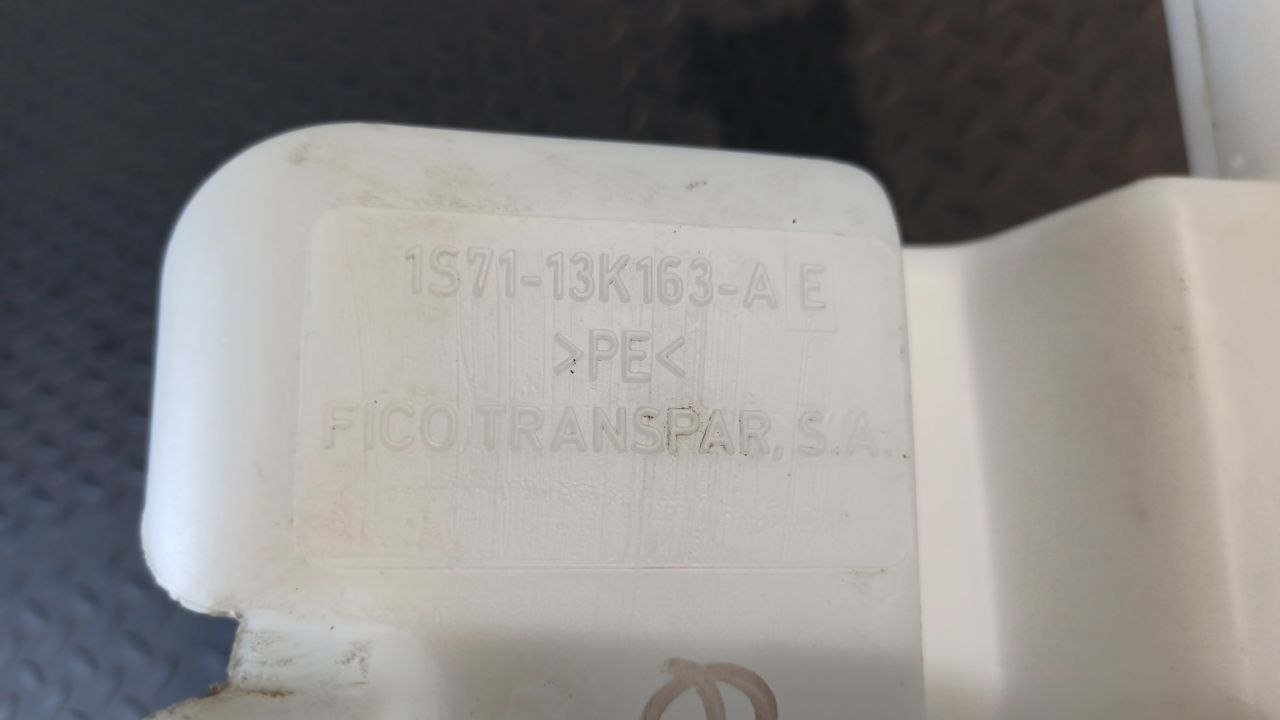 1S71-13K163-A E
>PE<
FICO TRANSPAR, S.A.